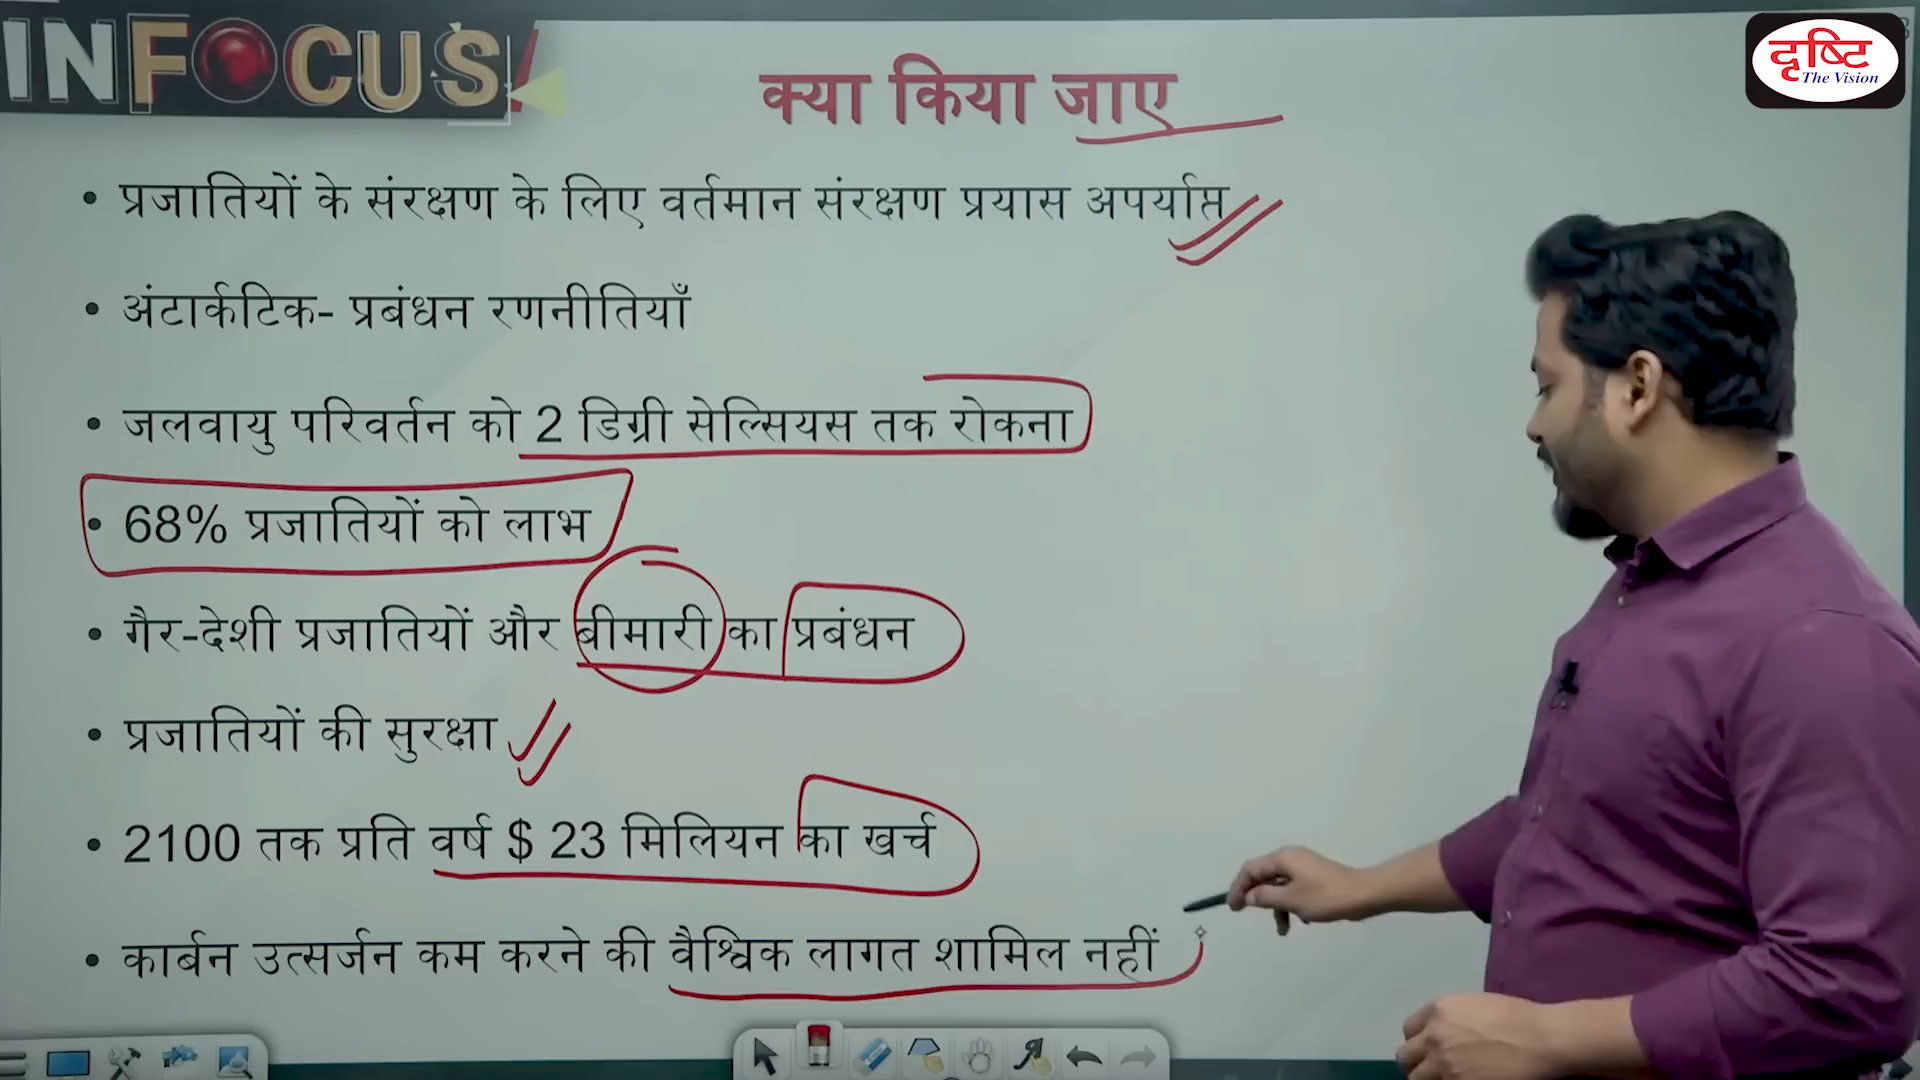 INFOCUS!
दृष्टि
The Vision
क्या किया जाए
• प्रजातियों के संरक्षण के लिए वर्तमान संरक्षण प्रयास अपर्याप्त
• अंटार्कटिक- प्रबंधन रणनीतियाँ
• जलवायु परिवर्तन को 2 डिग्री सेल्सियस तक रोकना
• 68% प्रजातियों को लाभ
• गैर-देशी प्रजातियों और बीमारी का प्रबंधन
• प्रजातियों की सुरक्षा
• 2100 तक प्रति वर्ष $ 23 मिलियन का खर्च
• कार्बन उत्सर्जन कम करने की वैश्विक लागत शामिल नहीं